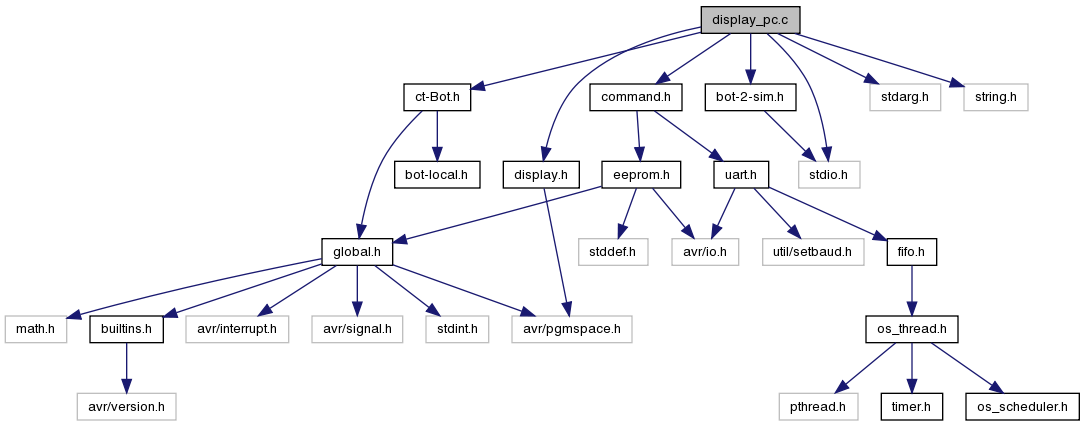 display_pc.c
ct-Bot.h
command.h
bot-2-sim.h
stdarg.h
string.h
bot-local.h
display.h
eeprom.h
uart.h
stdio.h
global.h
stddef.h
avr/io.h
util/setbaud.h
fifo.h
math.h
builtins.h
avr/interrupt.h
avr/signal.h
stdint.h
avr/pgmspace.h
os_thread.h
avr/version.h
pthread.h
timer.h
os_scheduler.h